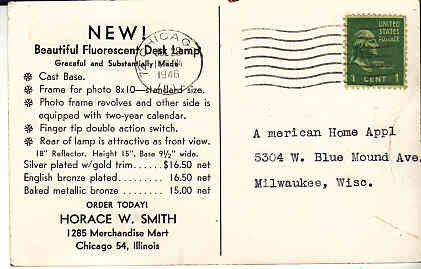 NEW!
Beautiful Fluorescent Desk Lamp
Graceful and Substantially Made
Cast Base.
Frame for photo 8x10—standard size.
Photo frame revolves and other side is
equipped with two-year calendar.
Finger tip double action switch.
Rear of lamp is attractive as front view.
18" Reflector. Height 15". Base 9½" wide.
Silver plated w/gold trim......$16.50 net
English bronze plated........ 16.50 net
Baked metallic bronze ........ 15.00 net
ORDER TODAY!
HORACE W. SMITH
1285 Merchandise Mart
Chicago 54, Illinois
CHICAGO
1946
UNITED
STATES
POSTAGE
1 CENT 1
A merican Home Appl
5304 W. Blue Mound Ave
Milwaukee, Wisc.